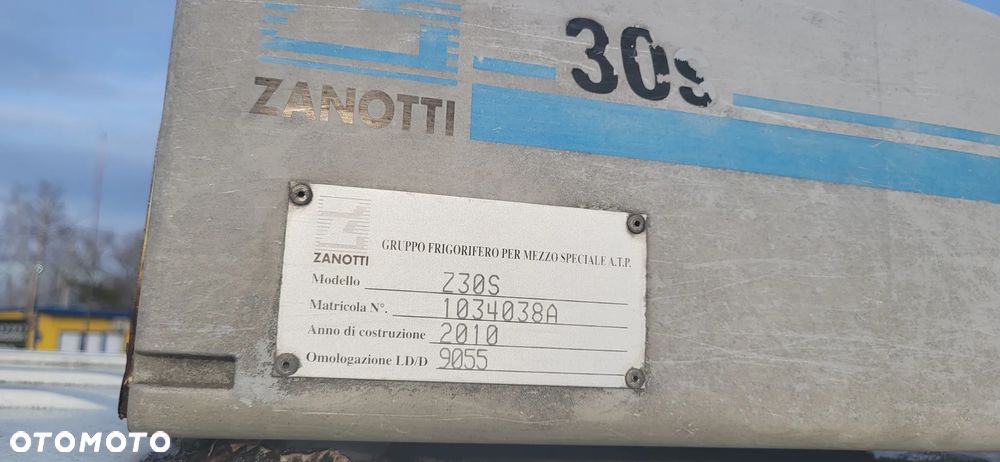 30s
ZANOTTI
ZANOTTI
GRUPPO FRIGORIFERO PER MEZZO SPECIALE A.T.P.
Modello Z30S
Matricola N°. 1034038A
Anno di costruzione 2010
Omologazione I.D/D 9055
OTOMOTO